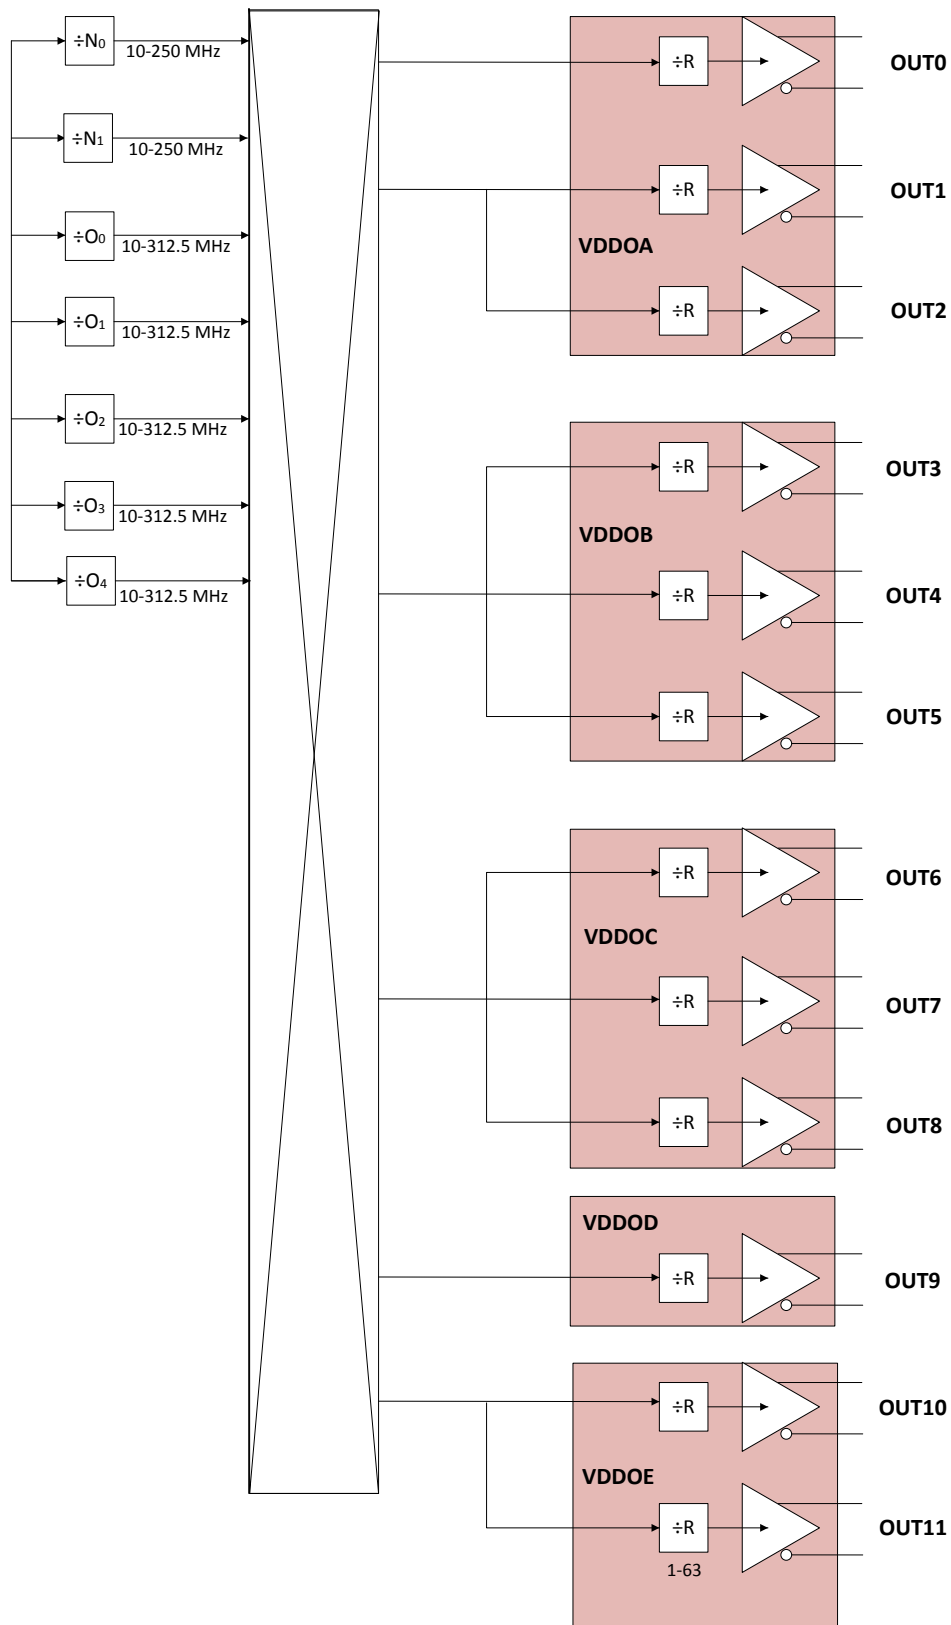 ÷N₀
10-250 MHz
÷N₁
10-250 MHz
÷O₀
10-312.5 MHz
÷O₁
10-312.5 MHz
÷O₂
10-312.5 MHz
÷O₃
10-312.5 MHz
÷O₄
10-312.5 MHz
÷R
OUT0
÷R
OUT1
VDDOA
÷R
OUT2
÷R
OUT3
VDDOB
÷R
OUT4
÷R
OUT5
÷R
OUT6
VDDOC
÷R
OUT7
÷R
OUT8
VDDOD
÷R
OUT9
÷R
OUT10
VDDOE
÷R
OUT11
1-63